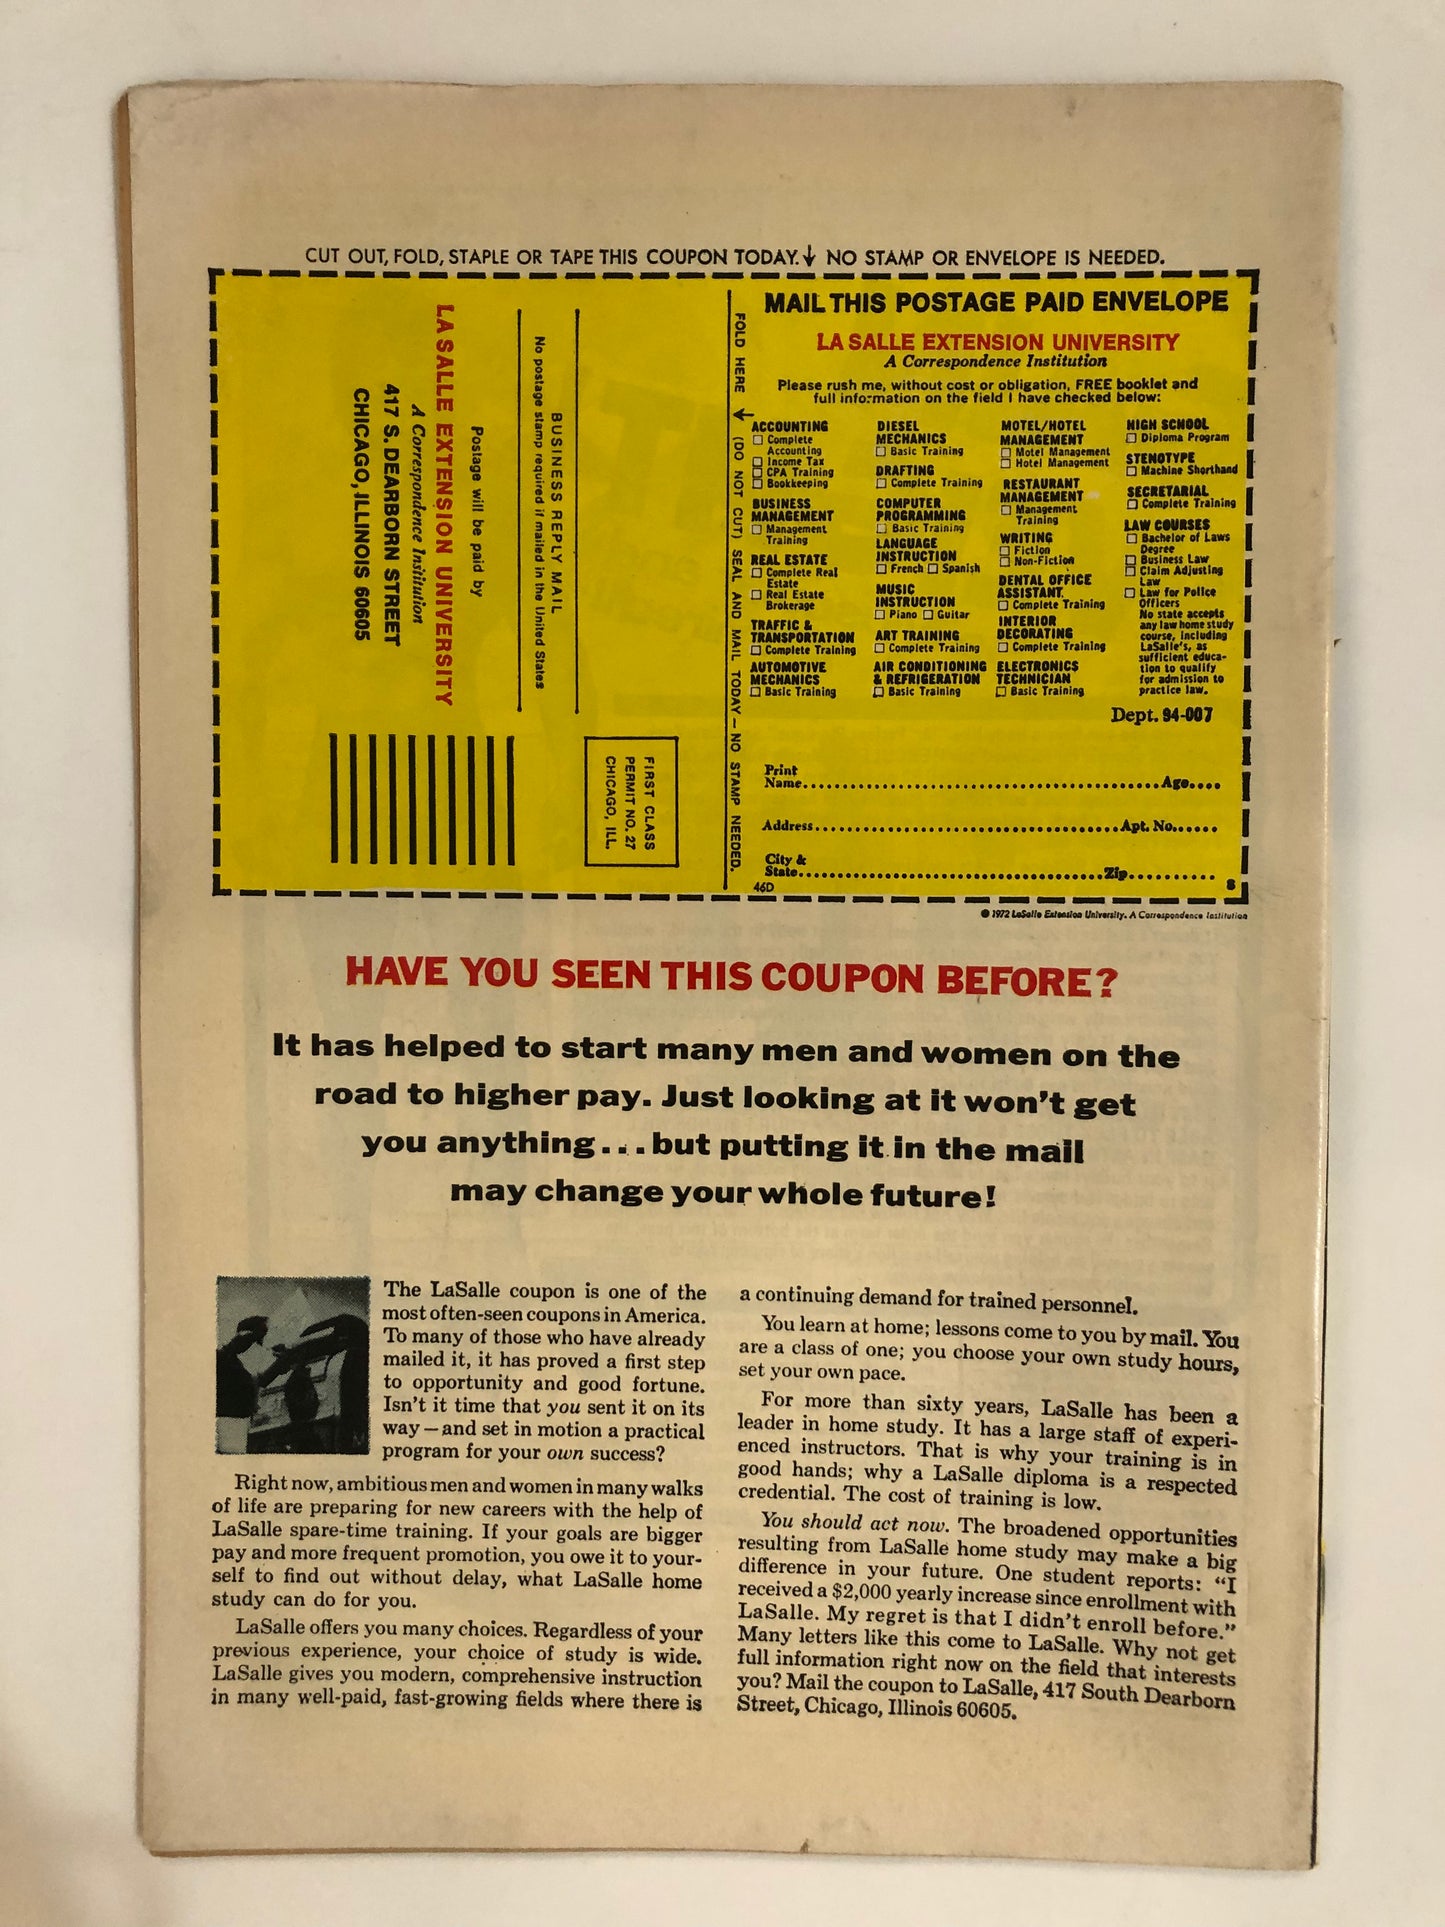 CUT OUT, FOLD, STAPLE OR TAPE THIS COUPON TODAY. NO STAMP OR ENVELOPE IS NEEDED.
BUSINESS REPLY MAIL
No postage stamp required if mailed in the United States
Postage will be paid by
LA SALLE EXTENSION UNIVERSITY
A Correspondence Institution
417 S. DEARBORN STREET
CHICAGO, ILLINOIS 60605
FIRST CLASS
PERMIT NO. 27
CHICAGO, ILL.
FOLD HERE (DO NOT CUT) SEAL AND MAIL TODAY—NO STAMP NEEDED.
MAIL THIS POSTAGE PAID ENVELOPE
LA SALLE EXTENSION UNIVERSITY
A Correspondence Institution
Please rush me, without cost or obligation, FREE booklet and
full information on the field I have checked below:
ACCOUNTING
Complete
Accounting
Income Tax
CPA Training
Bookkeeping
BUSINESS
MANAGEMENT
Management
Training
REAL ESTATE
Complete Real
Estate
Real Estate
Brokerage
TRAFFIC &
TRANSPORTATION
Complete Training
AUTOMOTIVE
MECHANICS
Basic Training
DIESEL
MECHANICS
Basic Training
DRAFTING
Complete Training
COMPUTER
PROGRAMMING
Basic Training
LANGUAGE
INSTRUCTION
French Spanish
MUSIC
INSTRUCTION
Piano Guitar
ART TRAINING
Complete Training
AIR CONDITIONING
& REFRIGERATION
Basic Training
MOTEL/HOTEL
MANAGEMENT
Motel Management
Hotel Management
RESTAURANT
MANAGEMENT
Management
Training
WRITING
Fiction
Non-Fiction
DENTAL OFFICE
ASSISTANT
Complete Training
INTERIOR
DECORATING
Complete Training
ELECTRONICS
TECHNICIAN
Basic Training
HIGH SCHOOL
Diploma Program
STENOTYPE
Machine Shorthand
SECRETARIAL
Complete Training
LAW COURSES
Bachelor of Laws
Degree
Business Law
Claim Adjusting
Law
Law for Police
Officers
No state accepts
any law home study
course, including
LaSalle's, as
sufficient educa-
tion to qualify
for admission to
practice law.
Dept. 94-007
Print
Name Age
Address Apt. No.
City &
State Zip
46D 8
© 1972 LaSalle Extension University. A Correspondence Institution
HAVE YOU SEEN THIS COUPON BEFORE?
It has helped to start many men and women on the
road to higher pay. Just looking at it won't get
you anything...but putting it in the mail
may change your whole future!
The LaSalle coupon is one of the
most often-seen coupons in America.
To many of those who have already
mailed it, it has proved a first step
to opportunity and good fortune.
Isn't it time that you sent it on its
way—and set in motion a practical
program for your own success?
Right now, ambitious men and women in many walks
of life are preparing for new careers with the help of
LaSalle spare-time training. If your goals are bigger
pay and more frequent promotion, you owe it to your-
self to find out without delay, what LaSalle home
study can do for you.
LaSalle offers you many choices. Regardless of your
previous experience, your choice of study is wide.
LaSalle gives you modern, comprehensive instruction
in many well-paid, fast-growing fields where there is
a continuing demand for trained personnel.
You learn at home; lessons come to you by mail. You
are a class of one; you choose your own study hours,
set your own pace.
For more than sixty years, LaSalle has been a
leader in home study. It has a large staff of experi-
enced instructors. That is why your training is in
good hands; why a LaSalle diploma is a respected
credential. The cost of training is low.
You should act now. The broadened opportunities
resulting from LaSalle home study may make a big
difference in your future. One student reports: "I
received a $2,000 yearly increase since enrollment with
LaSalle. My regret is that I didn't enroll before."
Many letters like this come to LaSalle. Why not get
full information right now on the field that interests
you? Mail the coupon to LaSalle, 417 South Dearborn
Street, Chicago, Illinois 60605.